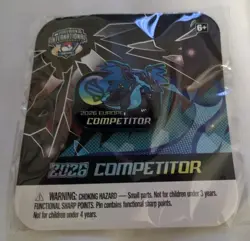 INTERNATIONALS
6+
2026 EUROPE
COMPETITOR
2026 COMPETITOR
WARNING: CHOKING HAZARD — Small parts. Not for children under 3 years.
FUNCTIONAL SHARP POINTS. Pin contains functional sharp points.
Not for children under 4 years.